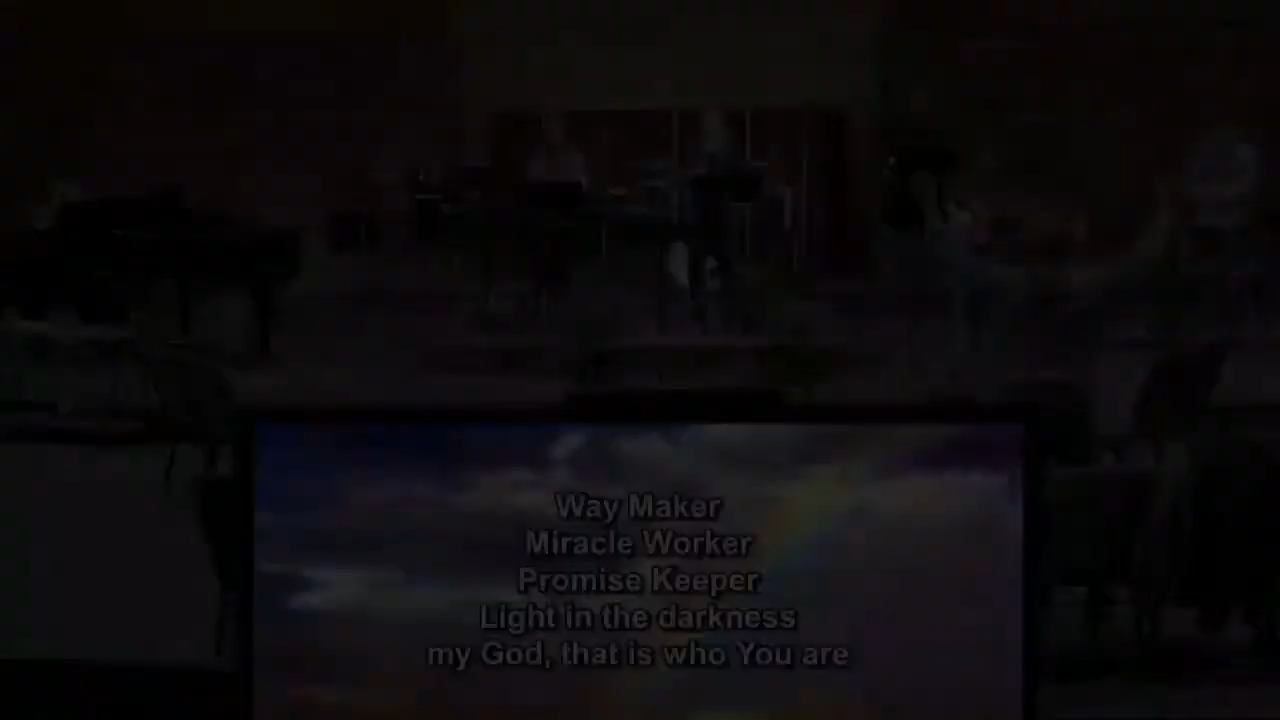 Way Maker
Miracle Worker
Promise Keeper
Light in the darkness
my God, that is who You are